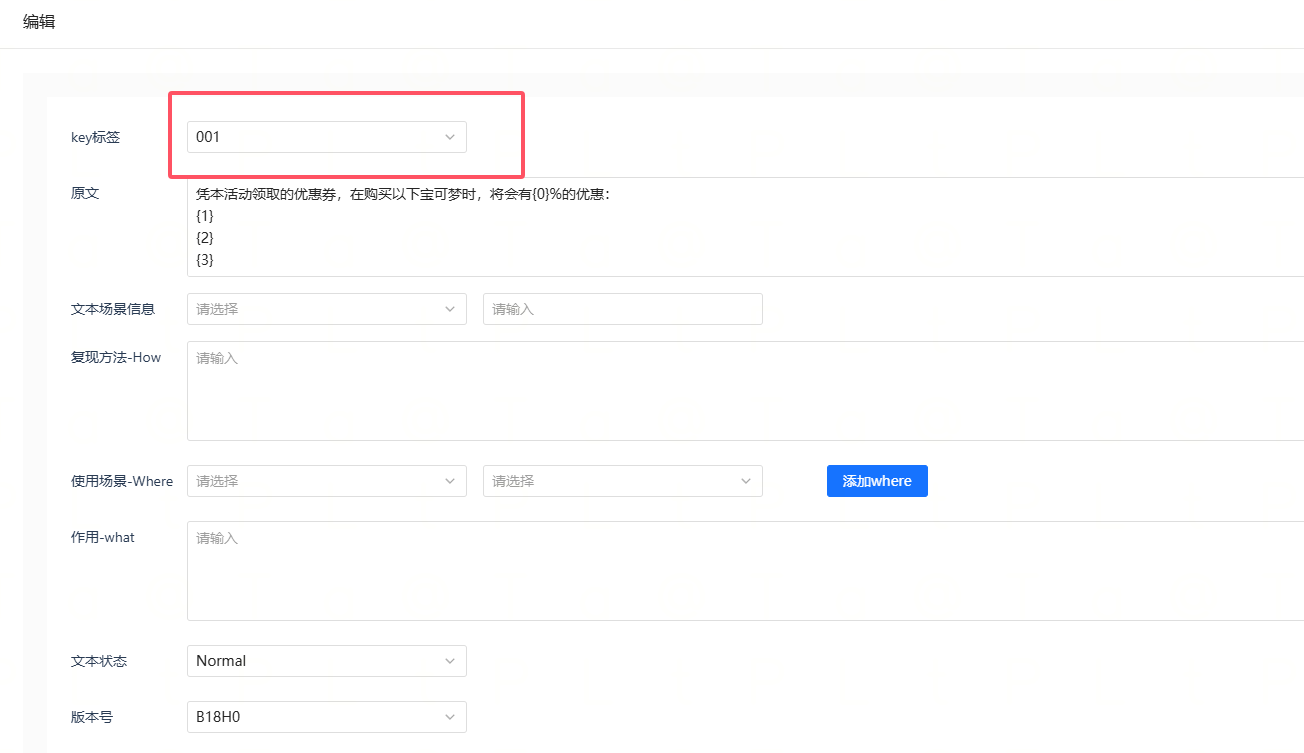 编辑
key标签 001
原文 凭本活动领取的优惠券，在购买以下宝可梦时，将会有{0}%的优惠：
{1}
{2}
{3}
文本场景信息 请选择 请输入
复现方法-How 请输入
使用场景-Where 请选择 请选择 添加where
作用-what 请输入
文本状态 Normal
版本号 B18H0